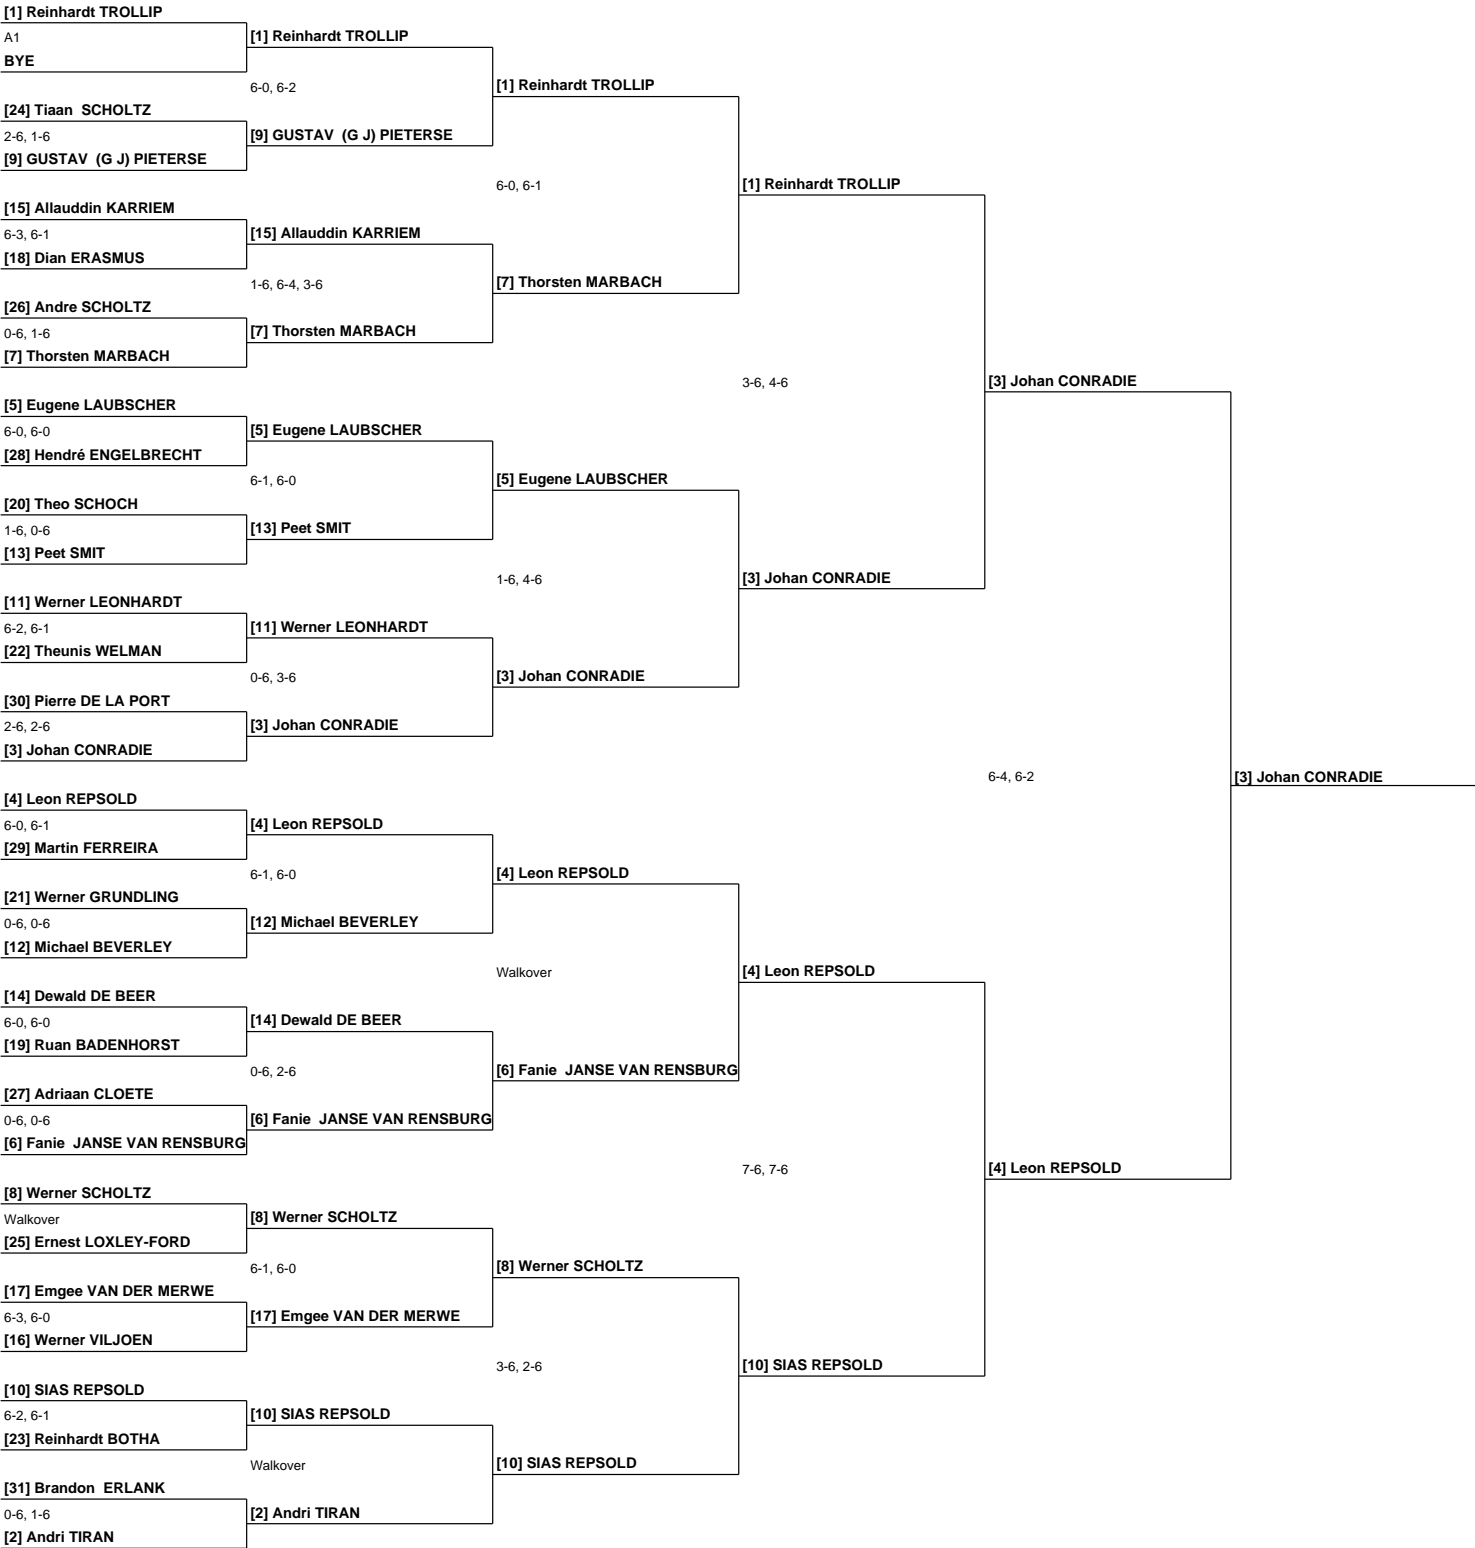 [1] Reinhardt TROLLIP
A1
BYE
[24] Tiaan  SCHOLTZ
2-6, 1-6
[9] GUSTAV  (G J) PIETERSE
[15] Allauddin KARRIEM
6-3, 6-1
[18] Dian ERASMUS
[26] Andre SCHOLTZ
0-6, 1-6
[7] Thorsten MARBACH
[5] Eugene LAUBSCHER
6-0, 6-0
[28] Hendré ENGELBRECHT
[20] Theo SCHOCH
1-6, 0-6
[13] Peet SMIT
[11] Werner LEONHARDT
6-2, 6-1
[22] Theunis WELMAN
[30] Pierre DE LA PORT
2-6, 2-6
[3] Johan CONRADIE
[4] Leon REPSOLD
6-0, 6-1
[29] Martin FERREIRA
[21] Werner GRUNDLING
0-6, 0-6
[12] Michael BEVERLEY
[14] Dewald DE BEER
6-0, 6-0
[19] Ruan BADENHORST
[27] Adriaan CLOETE
0-6, 0-6
[6] Fanie  JANSE VAN RENSBURG
[8] Werner SCHOLTZ
Walkover
[25] Ernest LOXLEY-FORD
[17] Emgee VAN DER MERWE
6-3, 6-0
[16] Werner VILJOEN
[10] SIAS REPSOLD
6-2, 6-1
[23] Reinhardt BOTHA
[31] Brandon  ERLANK
0-6, 1-6
[2] Andri TIRAN
[1] Reinhardt TROLLIP
6-0, 6-2
[9] GUSTAV  (G J) PIETERSE
[15] Allauddin KARRIEM
1-6, 6-4, 3-6
[7] Thorsten MARBACH
[5] Eugene LAUBSCHER
6-1, 6-0
[13] Peet SMIT
[11] Werner LEONHARDT
0-6, 3-6
[3] Johan CONRADIE
[4] Leon REPSOLD
6-1, 6-0
[12] Michael BEVERLEY
[14] Dewald DE BEER
0-6, 2-6
[6] Fanie  JANSE VAN RENSBURG
[8] Werner SCHOLTZ
6-1, 6-0
[17] Emgee VAN DER MERWE
[10] SIAS REPSOLD
Walkover
[2] Andri TIRAN
[1] Reinhardt TROLLIP
6-0, 6-1
[7] Thorsten MARBACH
[5] Eugene LAUBSCHER
1-6, 4-6
[3] Johan CONRADIE
[4] Leon REPSOLD
Walkover
[6] Fanie  JANSE VAN RENSBURG
[8] Werner SCHOLTZ
3-6, 2-6
[10] SIAS REPSOLD
[1] Reinhardt TROLLIP
3-6, 4-6
[3] Johan CONRADIE
[4] Leon REPSOLD
7-6, 7-6
[10] SIAS REPSOLD
[3] Johan CONRADIE
6-4, 6-2
[4] Leon REPSOLD
[3] Johan CONRADIE